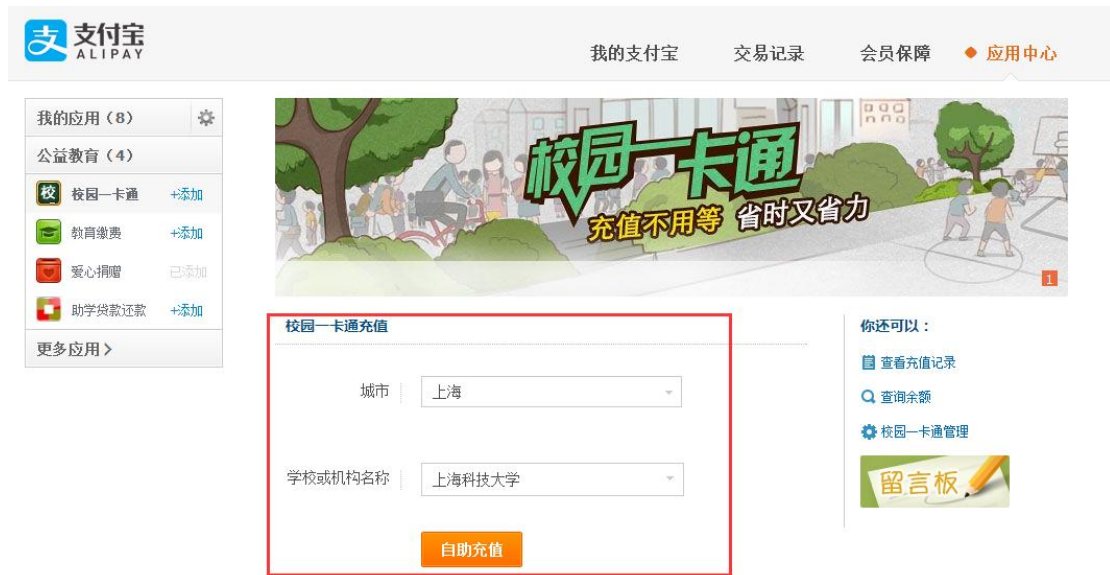 支付宝
ALIPAY
我的支付宝 交易记录 会员保障 应用中心
我的应用（8）
公益教育（4）
校 校园一卡通 +添加
教育缴费 +添加
爱心捐赠 已添加
助学贷款还款 +添加
更多应用
校园一卡通
充值不用等 省时又省力
1
校园一卡通充值
城市 上海
学校或机构名称 上海科技大学
自助充值
你还可以：
查看充值记录
查询余额
校园一卡通管理
留言板